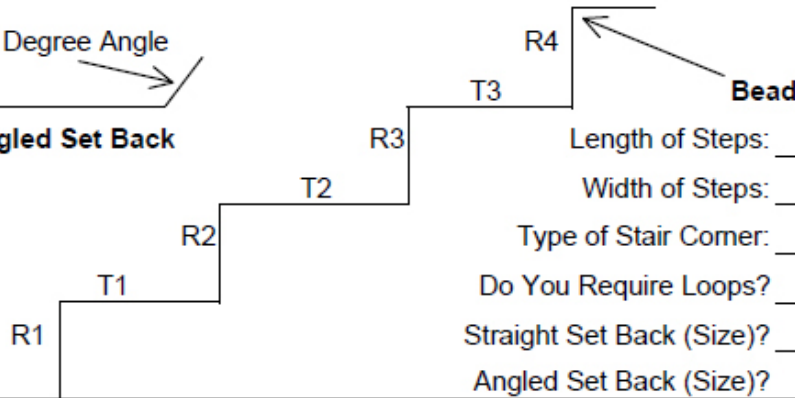 Degree Angle
R4
T3
Bead
gled Set Back
R3
Length of Steps:
T2
Width of Steps:
R2
Type of Stair Corner:
T1
Do You Require Loops?
R1
Straight Set Back (Size)?
Angled Set Back (Size)?